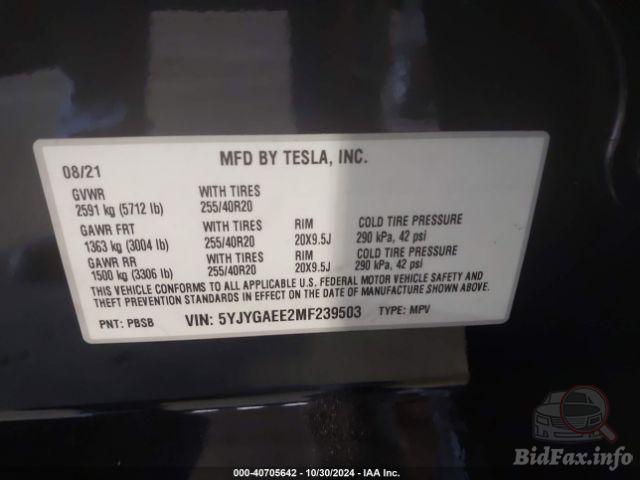 08/21 MFD BY TESLA, INC.
GVWR WITH TIRES
2591 kg (5712 lb) 255/40R20
GAWR FRT WITH TIRES RIM COLD TIRE PRESSURE
1363 kg (3004 lb) 255/40R20 20X9.5J 290 kPa, 42 psi
GAWR RR WITH TIRES RIM COLD TIRE PRESSURE
1500 kg (3306 lb) 255/40R20 20X9.5J 290 kPa, 42 psi
THIS VEHICLE CONFORMS TO ALL APPLICABLE U.S. FEDERAL MOTOR VEHICLE SAFETY AND
THEFT PREVENTION STANDARDS IN EFFECT ON THE DATE OF MANUFACTURE SHOWN ABOVE.
PNT: PBSB VIN: 5YJYGAEE2MF239503 TYPE: MPV
BidFax.info
000-40705642 - 10/30/2024 - IAA Inc.